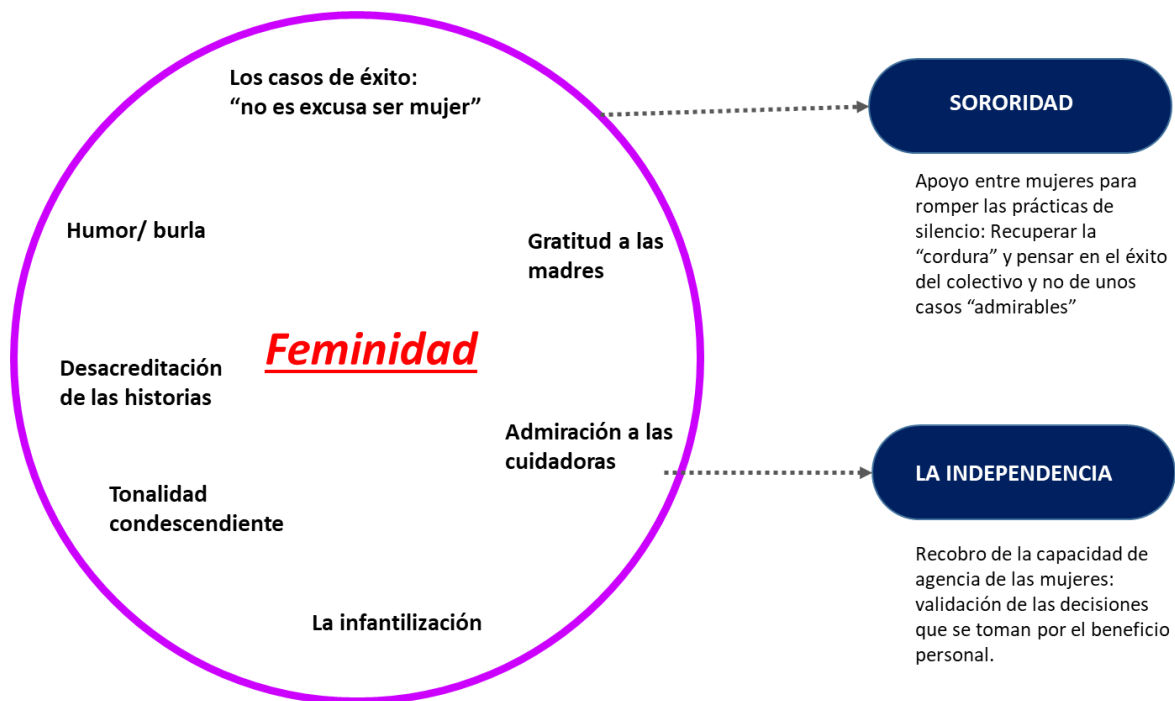 Los casos de éxito:
“no es excusa ser mujer”
Humor/ burla
Gratitud a las
madres
Feminidad
Desacreditación
de las historias
Admiración a las
cuidadoras
Tonalidad
condescendiente
La infantilización
SORORIDAD
Apoyo entre mujeres para
romper las prácticas de
silencio: Recuperar la
“cordura” y pensar en el éxito
del colectivo y no de unos
casos “admirables”
LA INDEPENDENCIA
Recobro de la capacidad de
agencia de las mujeres:
validación de las decisiones
que se toman por el beneficio
personal.